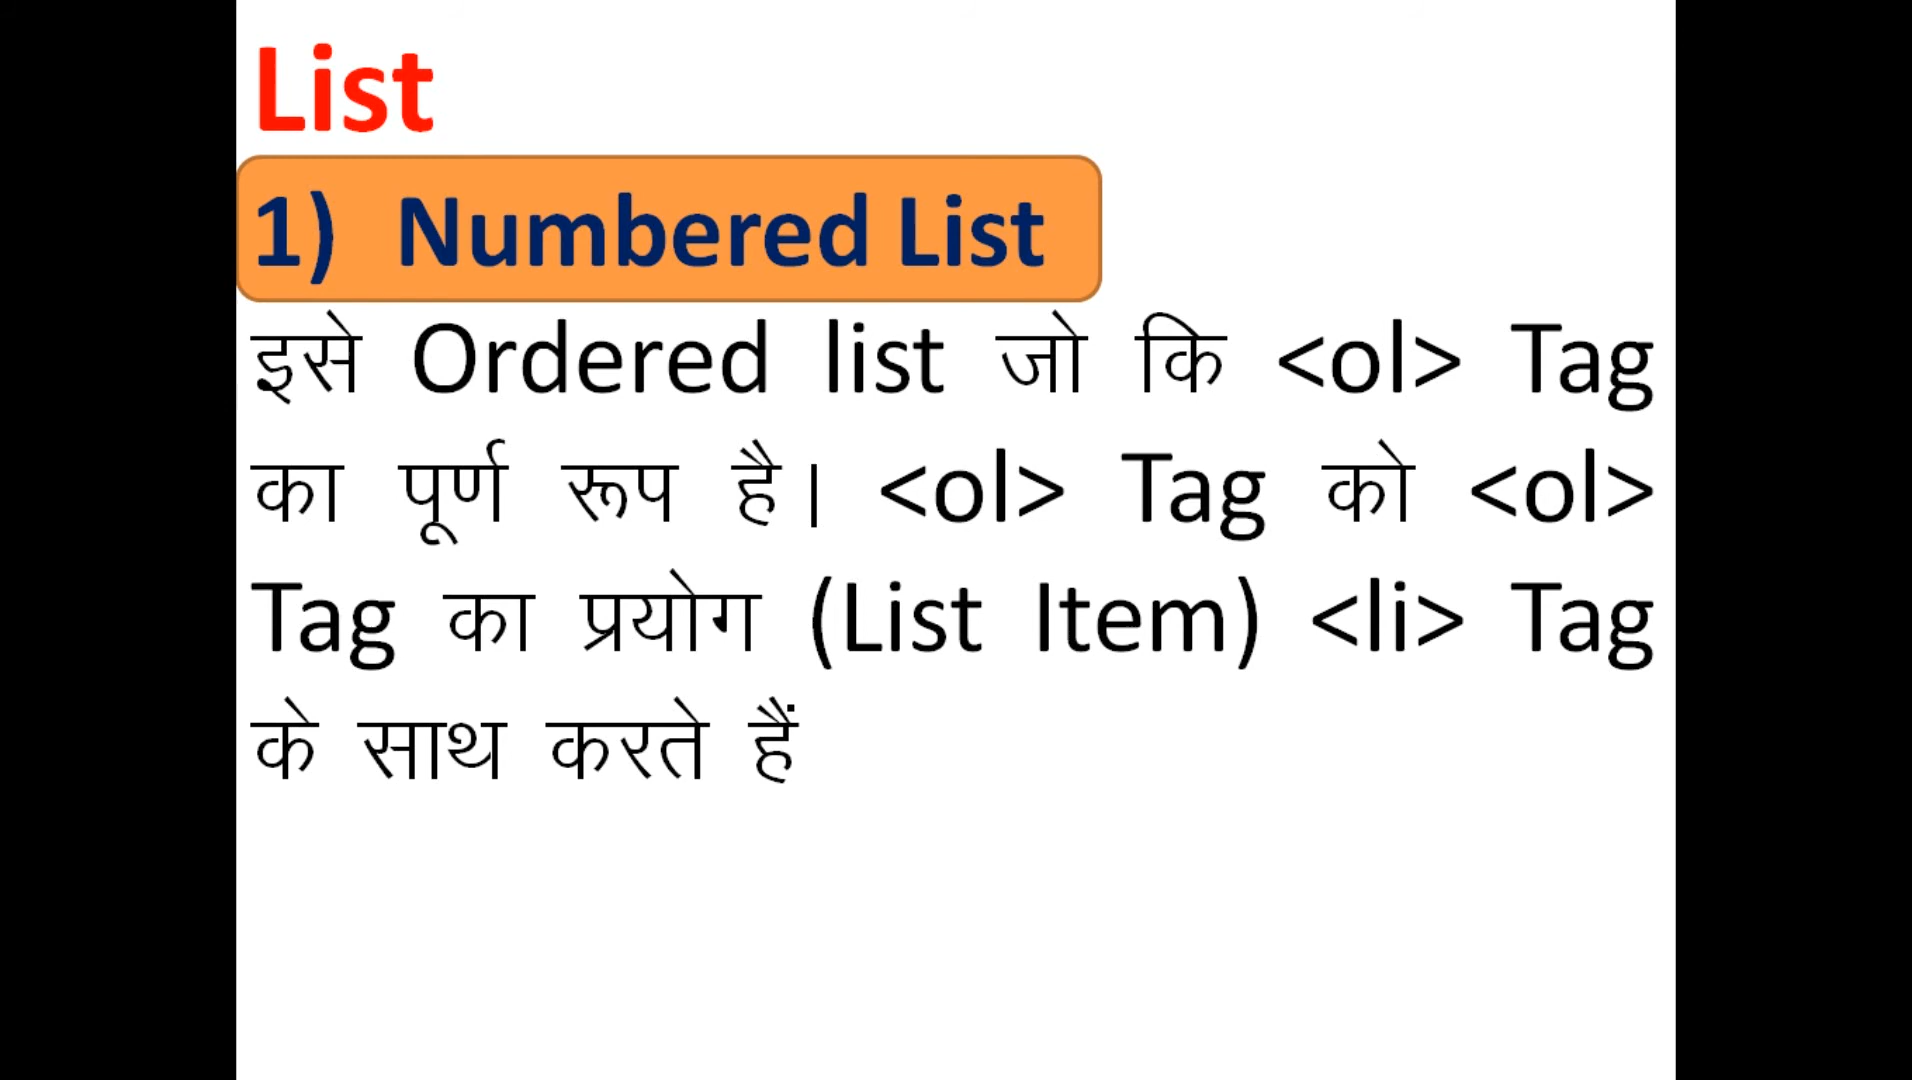 List
1) Numbered List
इसे Ordered list जो कि <ol> Tag
का पूर्ण रूप है। <ol> Tag को <ol>
Tag का प्रयोग (List Item) <li> Tag
के साथ करते हैं